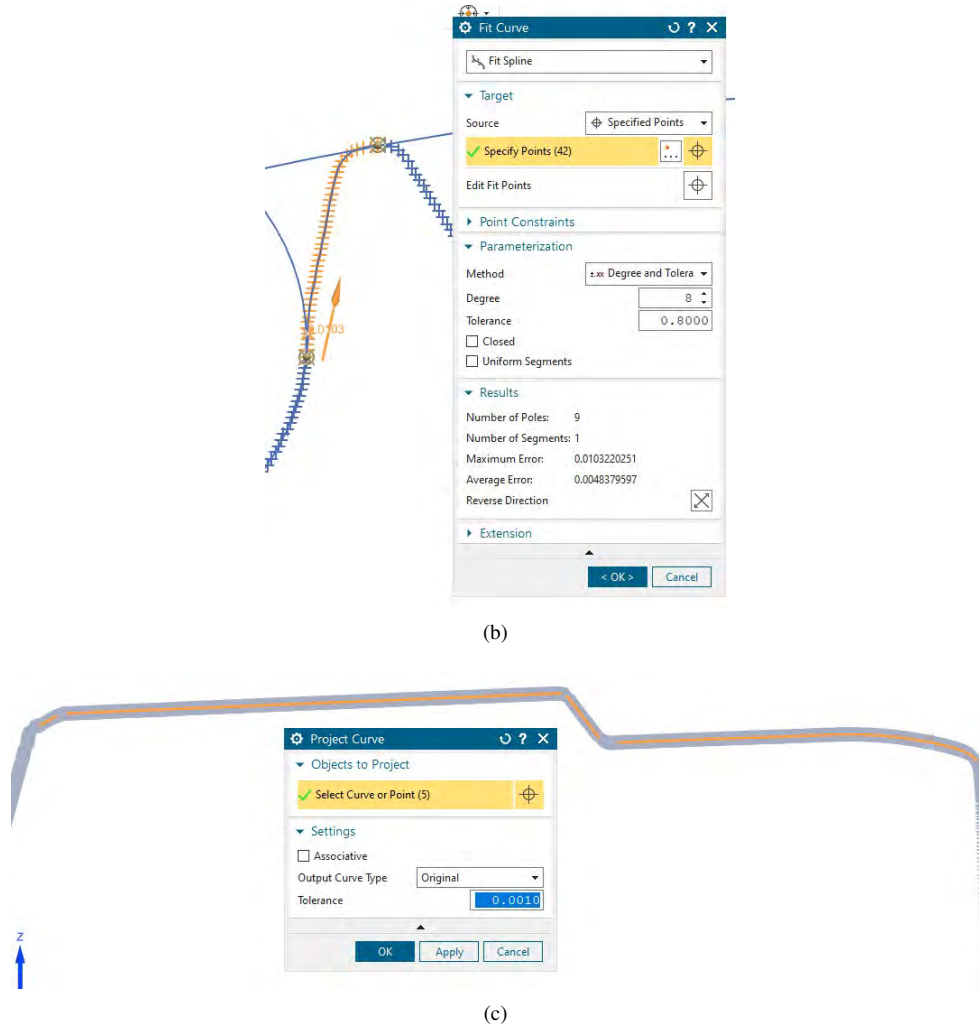 Fit Curve
Fit Spline
Target
Source Specified Points
Specify Points (42)
Edit Fit Points
Point Constraints
Parameterization
Method Degree and Tolera
Degree 8
Tolerance 0.8000
Closed
Uniform Segments
Results
Number of Poles: 9
Number of Segments: 1
Maximum Error: 0.0103220251
Average Error: 0.0048379597
Reverse Direction
Extension
< OK > Cancel
(b)
Project Curve
Objects to Project
Select Curve or Point (5)
Settings
Associative
Output Curve Type Original
Tolerance 0.0010
OK Apply Cancel
Z
(c)